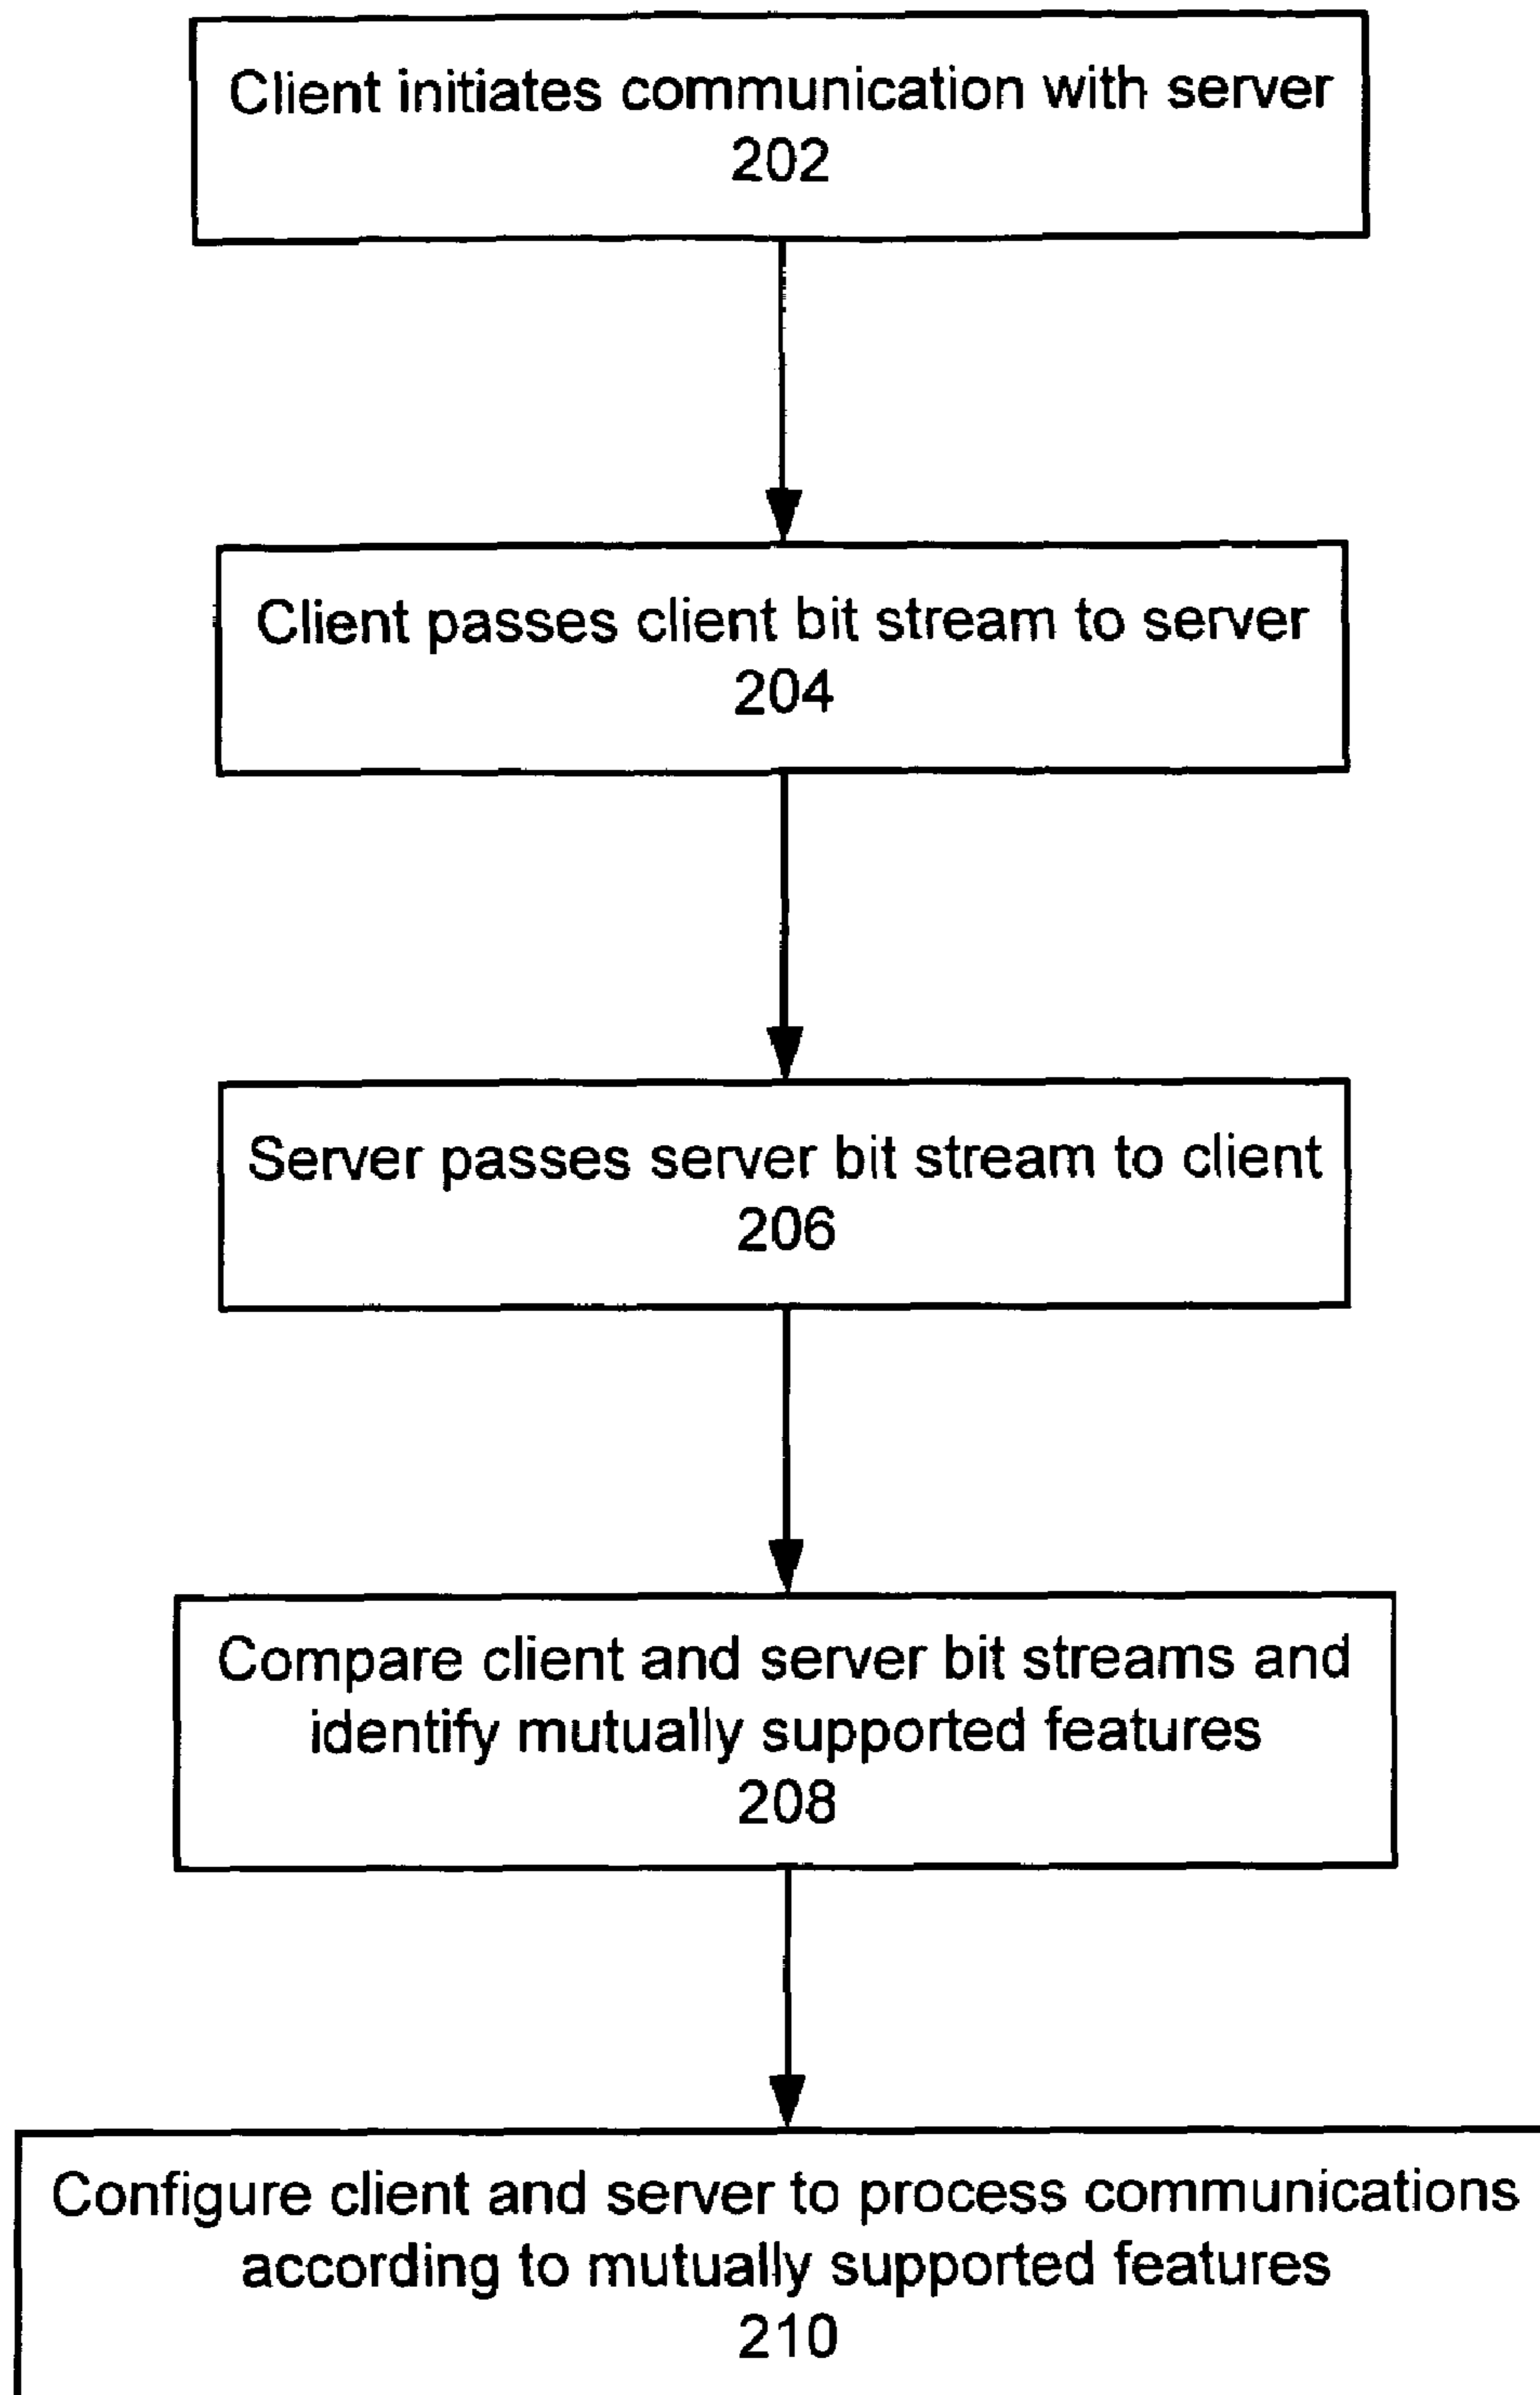 Client initiates communication with server
202
Client passes client bit stream to server
204
Server passes server bit stream to client
206
Compare client and server bit streams and
identify mutually supported features
208
Configure client and server to process communications
according to mutually supported features
210